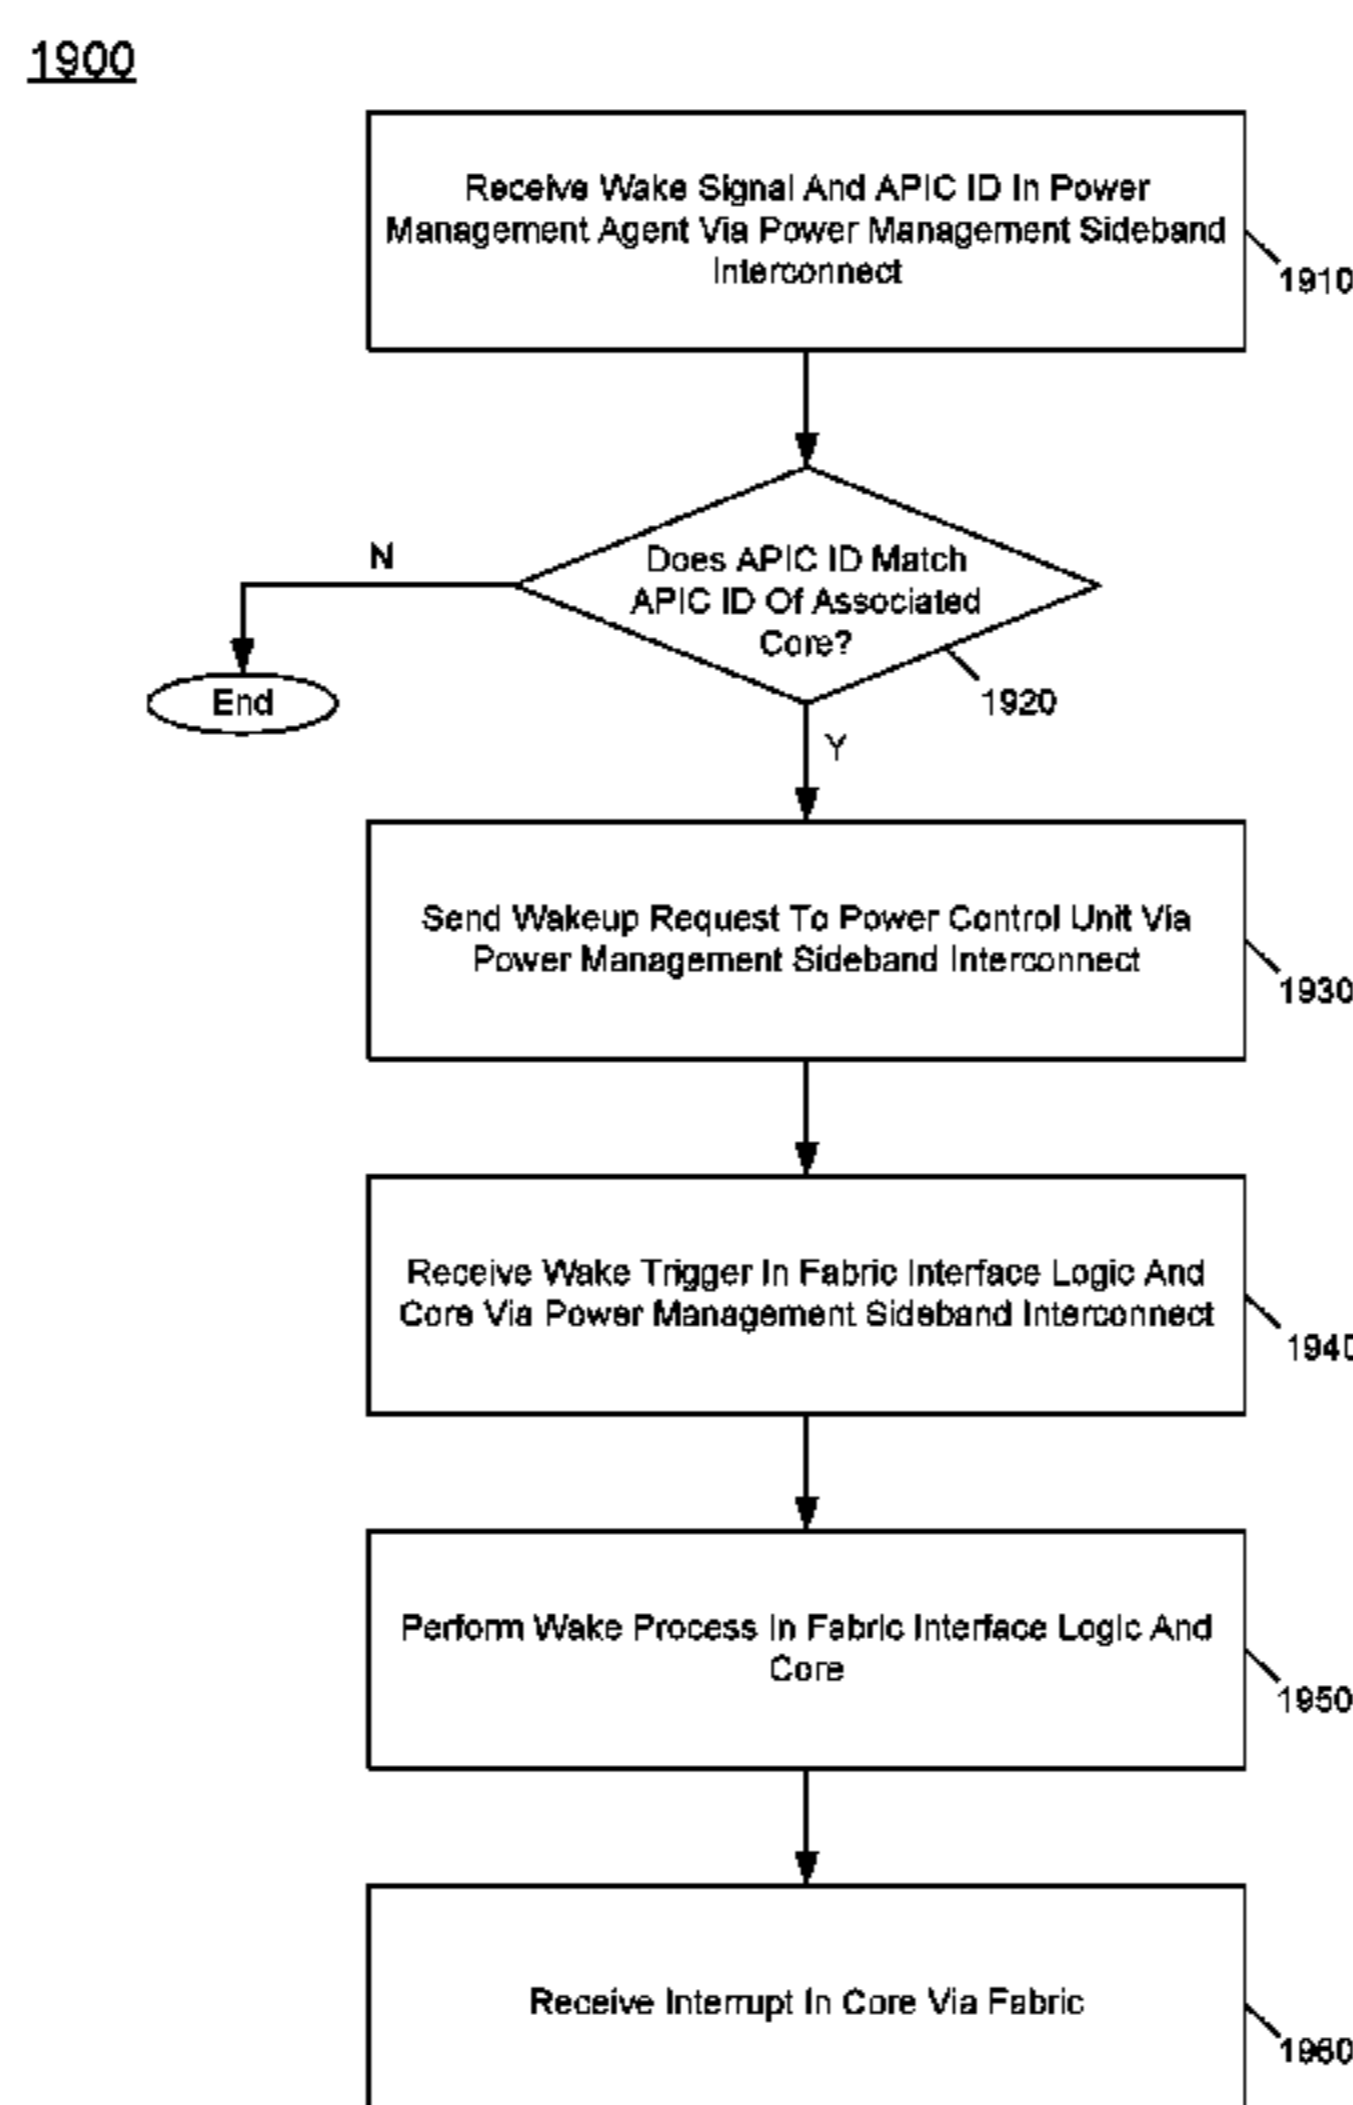 1900
Receive Wake Signal And APIC ID In Power
Management Agent Via Power Management Sideband
Interconnect
1910
Does APIC ID Match
APIC ID Of Associated
Core?
N
End
1920
Y
Send Wakeup Request To Power Control Unit Via
Power Management Sideband Interconnect
1930
Receive Wake Trigger In Fabric Interface Logic And
Core Via Power Management Sideband Interconnect
1940
Perform Wake Process In Fabric Interface Logic And
Core
1950
Receive Interrupt In Core Via Fabric
1960